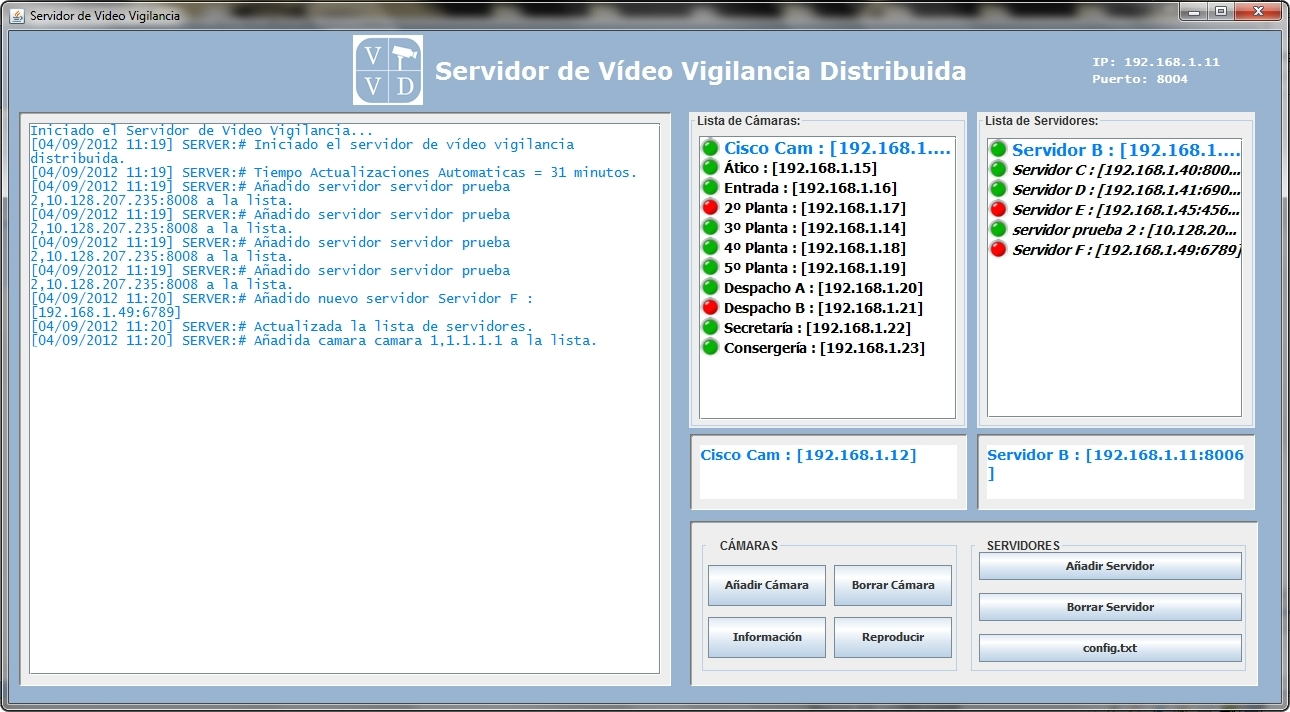 Servidor de Video Vigilancia
V
V D
Servidor de Vídeo Vigilancia Distribuida
IP: 192.168.1.11
Puerto: 8004
Iniciado el Servidor de Video Vigilancia...
[04/09/2012 11:19] SERVER:# Iniciado el servidor de vídeo vigilancia
distribuida.
[04/09/2012 11:19] SERVER:# Tiempo Actualizaciones Automaticas = 31 minutos.
[04/09/2012 11:19] SERVER:# Añadido servidor servidor prueba
2,10.128.207.235:8008 a la lista.
[04/09/2012 11:19] SERVER:# Añadido servidor servidor prueba
2,10.128.207.235:8008 a la lista.
[04/09/2012 11:19] SERVER:# Añadido servidor servidor prueba
2,10.128.207.235:8008 a la lista.
[04/09/2012 11:19] SERVER:# Añadido servidor servidor prueba
2,10.128.207.235:8008 a la lista.
[04/09/2012 11:20] SERVER:# Añadido nuevo servidor Servidor F :
[192.168.1.49:6789]
[04/09/2012 11:20] SERVER:# Actualizada la lista de servidores.
[04/09/2012 11:20] SERVER:# Añadida camara camara 1,1.1.1.1 a la lista.
Lista de Cámaras:
Cisco Cam : [192.168.1....
Ático : [192.168.1.15]
Entrada : [192.168.1.16]
2º Planta : [192.168.1.17]
3º Planta : [192.168.1.14]
4º Planta : [192.168.1.18]
5º Planta : [192.168.1.19]
Despacho A : [192.168.1.20]
Despacho B : [192.168.1.21]
Secretaría : [192.168.1.22]
Consergería : [192.168.1.23]
Lista de Servidores:
Servidor B : [192.168.1....
Servidor C : [192.168.1.40:800...
Servidor D : [192.168.1.41:690...
Servidor E : [192.168.1.45:456...
servidor prueba 2 : [10.128.20...
Servidor F : [192.168.1.49:6789]
Cisco Cam : [192.168.1.12]
Servidor B : [192.168.1.11:8006
]
CÁMARAS
Añadir Cámara
Borrar Cámara
Información
Reproducir
SERVIDORES
Añadir Servidor
Borrar Servidor
config.txt